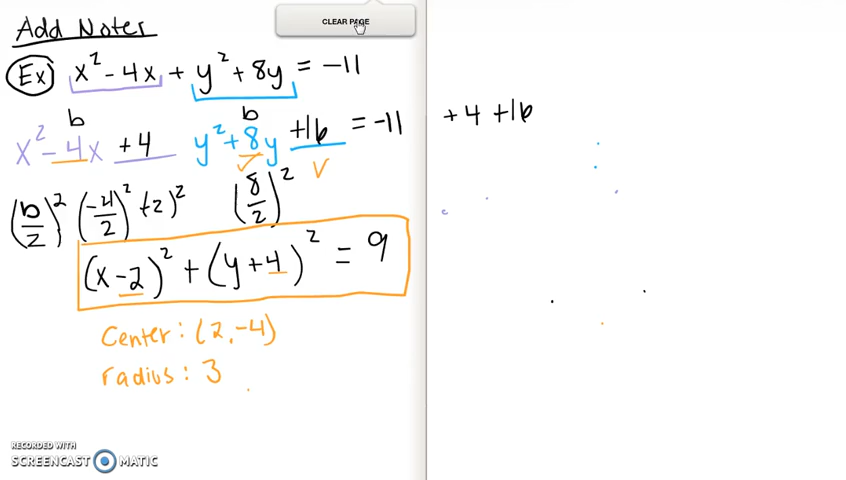 Add Notes
CLEAR PAGE
Ex x² - 4x + y² + 8y = -11
b b
x² - 4x + 4 y² + 8y + 16 = -11 + 4 + 16
(b/2)² (-4/2)² (-2)² (8/2)²
(x - 2)² + (y + 4)² = 9
Center: (2, -4)
radius: 3
RECORDED WITH
SCREENCAST MATIC